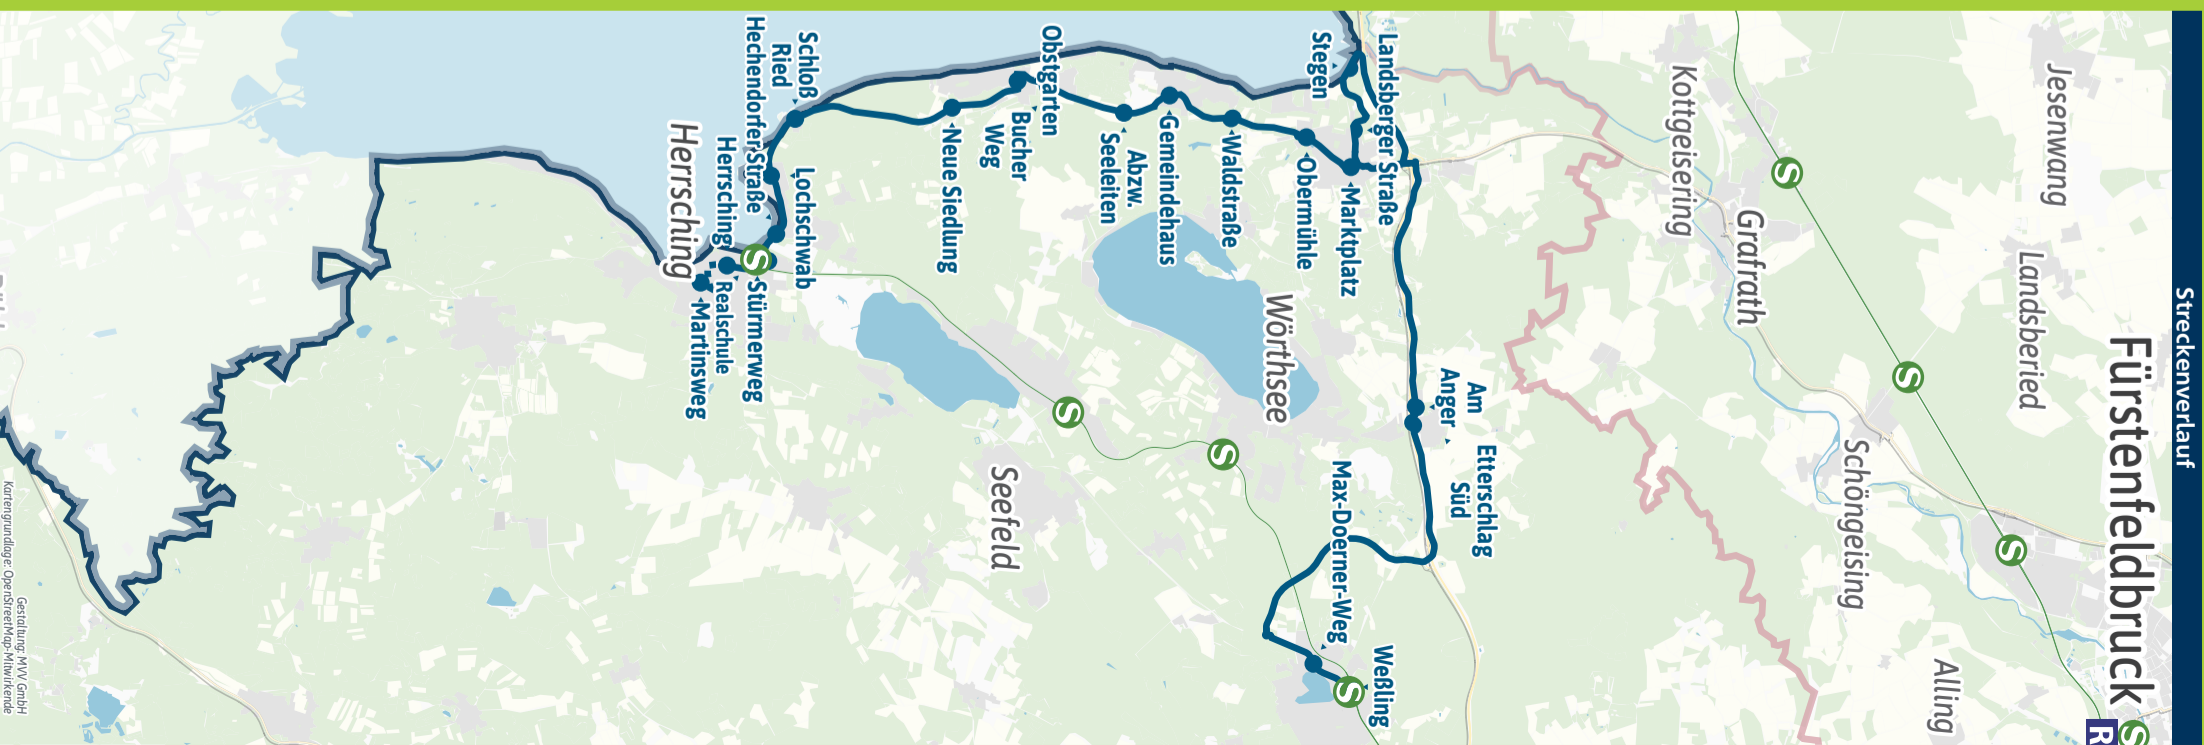 Streckenverlauf
Fürstenfeldbruck
S
R
Jesenwang
Landsberied
Alling
Schöngeising
Grafrath
Kottgeisering
S
S
S
Landsberger Straße
Stegen
Marktplatz
Obermühle
Waldstraße
Gemeindehaus
Abzw.
Seeleiten
Obstgarten
Bucher
Weg
Neue Siedlung
Schloß
Ried
Lochschwab
Hechendorfer Straße
Herrsching
S
Stürmerweg
Realschule
Martinsweg
Herrsching
Wörthsee
Seefeld
S
S
Am
Anger
Etterschlag
Süd
Max-Doerner-Weg
Weßling
S
Gestaltung: MVV GmbH
Kartengrundlage: OpenStreetMap-Mitwirkende